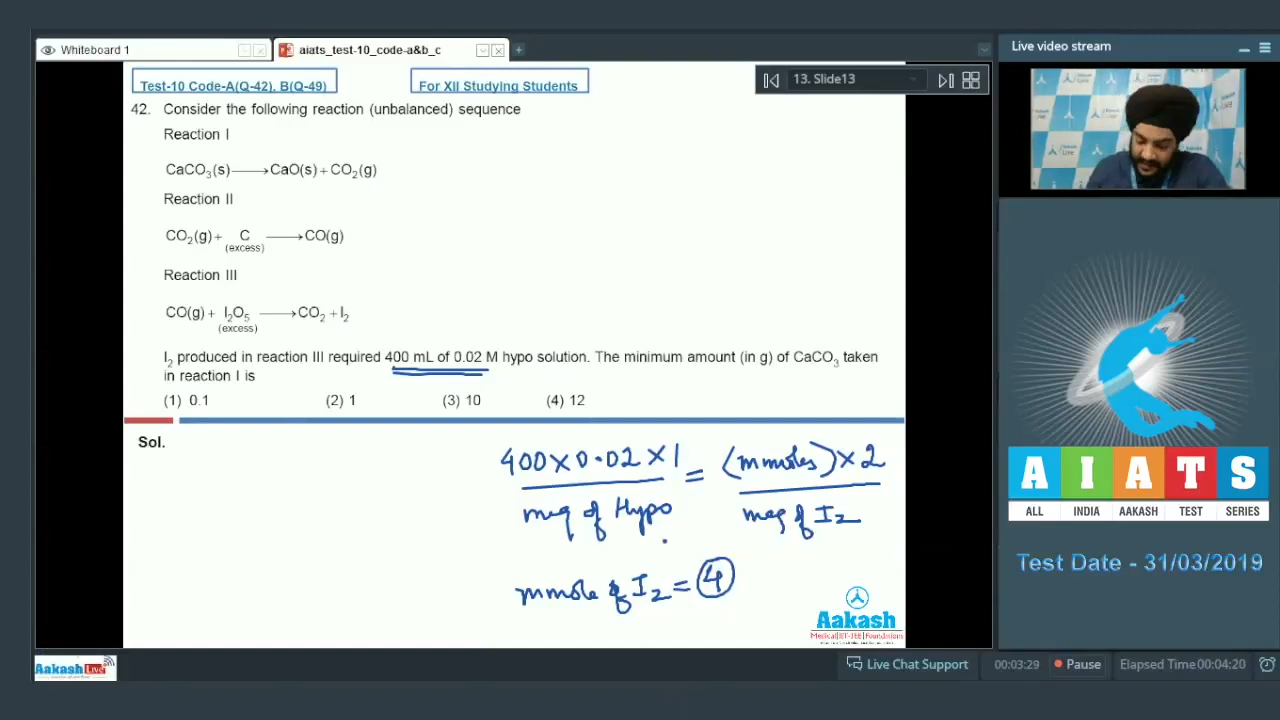 Whiteboard 1
aiats_test-10_code-a&b_c
Live video stream
Test-10 Code-A(Q-42), B(Q-49)
For XII Studying Students
13. Slide13
42. Consider the following reaction (unbalanced) sequence
Reaction I
CaCO₃(s) ⟶ CaO(s) + CO₂(g)
Reaction II
CO₂(g) + C ⟶ CO(g)
(excess)
Reaction III
CO(g) + I₂O₅ ⟶ CO₂ + I₂
(excess)
I₂ produced in reaction III required 400 mL of 0.02 M hypo solution. The minimum amount (in g) of CaCO₃ taken
in reaction I is
(1) 0.1 (2) 1 (3) 10 (4) 12
Sol.
400×0.02×1 = (mmoles)×2
meq of Hypo meq of I₂
mmole of I₂ = 4
AIATS
ALL INDIA AAKASH TEST SERIES
Test Date - 31/03/2019
Aakash
Medical|IIT-JEE|Foundations
Aakash Live
Live Chat Support
00:03:29
Pause
Elapsed Time 00:04:20